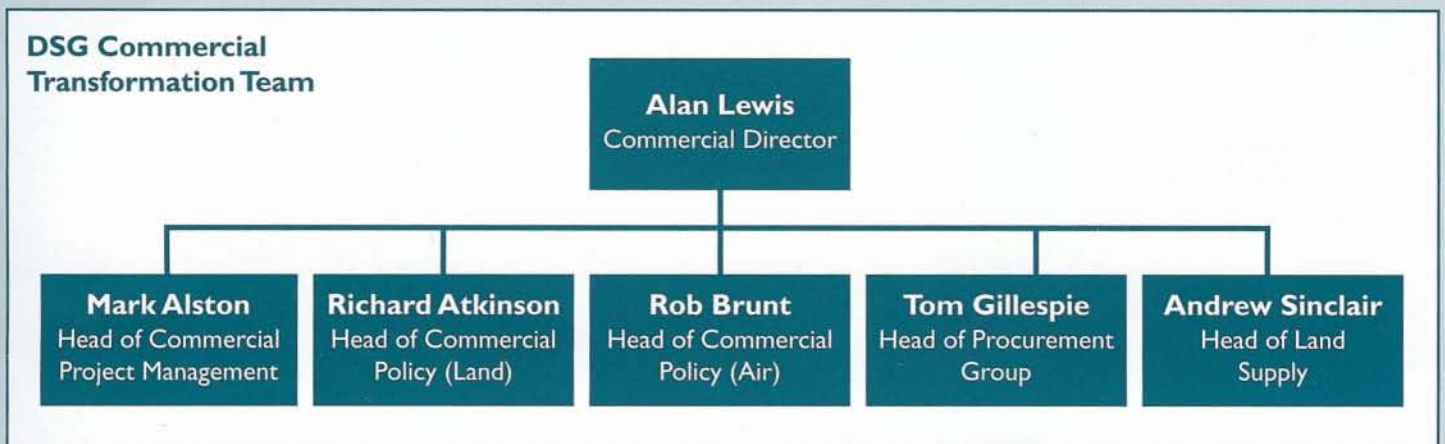 DSG Commercial
Transformation Team
Alan Lewis
Commercial Director
Mark Alston
Head of Commercial
Project Management
Richard Atkinson
Head of Commercial
Policy (Land)
Rob Brunt
Head of Commercial
Policy (Air)
Tom Gillespie
Head of Procurement
Group
Andrew Sinclair
Head of Land
Supply